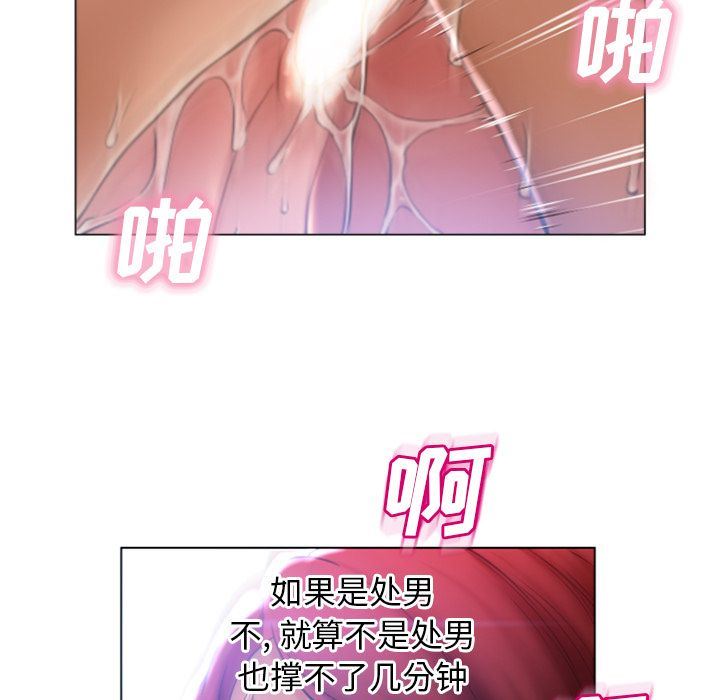 啪
啪
啊
如果是处男
不,就算不是处男
也撑不了几分钟